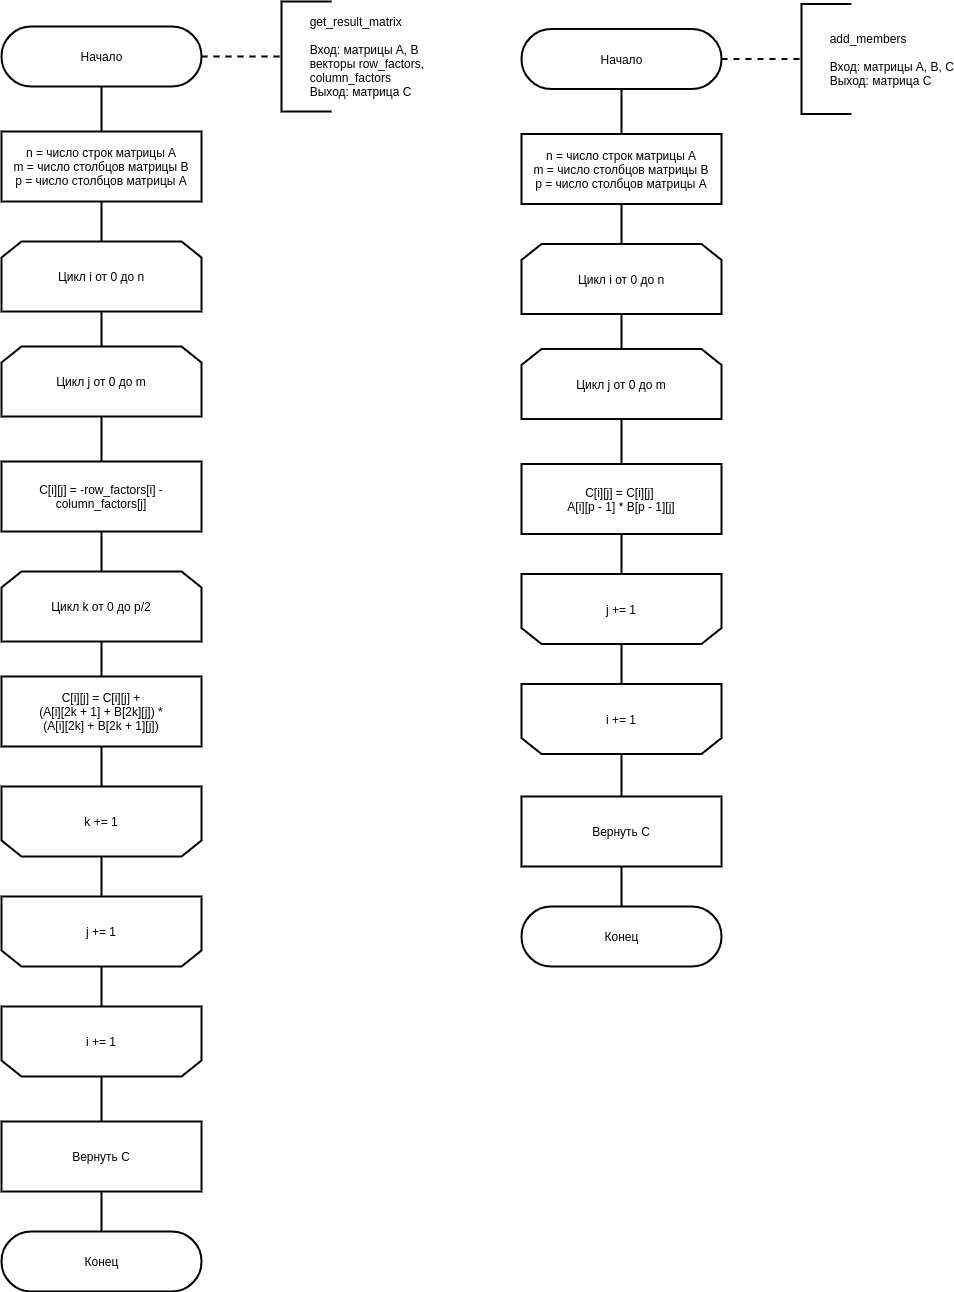 Начало
get_result_matrix
Вход: матрицы A, B
векторы row_factors,
column_factors
Выход: матрица C
n = число строк матрицы A
m = число столбцов матрицы B
p = число столбцов матрицы A
Цикл i от 0 до n
Цикл j от 0 до m
C[i][j] = -row_factors[i] -
column_factors[j]
Цикл k от 0 до p/2
C[i][j] = C[i][j] +
(A[i][2k + 1] + B[2k][j]) *
(A[i][2k] + B[2k + 1][j])
k += 1
j += 1
i += 1
Вернуть C
Конец
Начало
add_members
Вход: матрицы A, B, C
Выход: матрица C
n = число строк матрицы A
m = число столбцов матрицы B
p = число столбцов матрицы A
Цикл i от 0 до n
Цикл j от 0 до m
C[i][j] = C[i][j]
A[i][p - 1] * B[p - 1][j]
j += 1
i += 1
Вернуть C
Конец